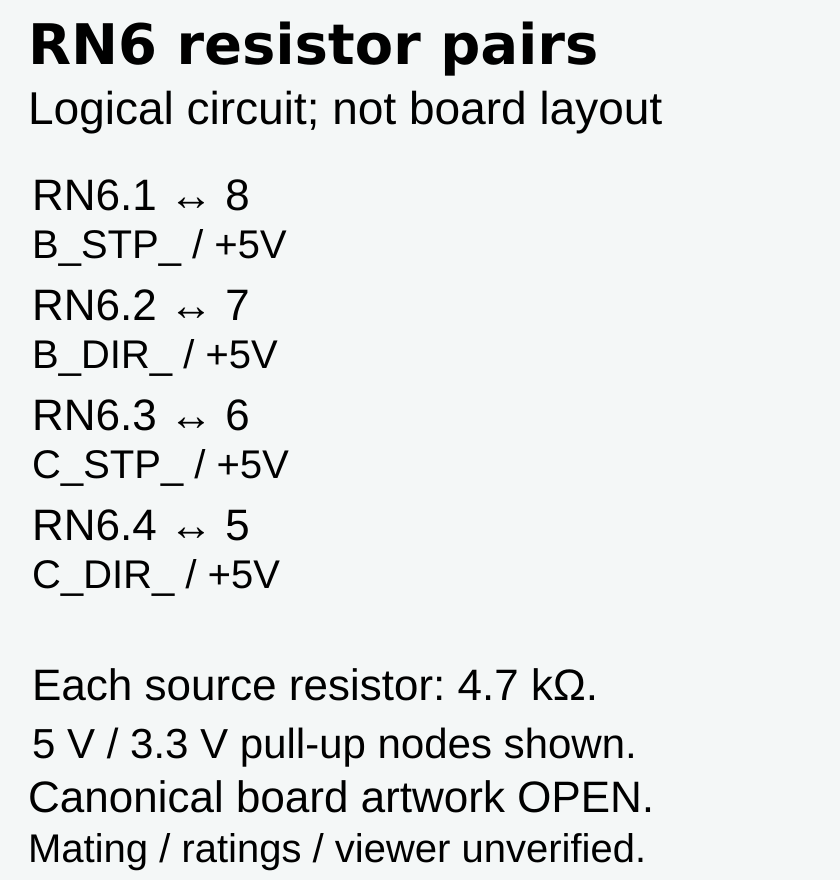 RN6 resistor pairs
Logical circuit; not board layout
RN6.1 ↔ 8
B_STP_ / +5V
RN6.2 ↔ 7
B_DIR_ / +5V
RN6.3 ↔ 6
C_STP_ / +5V
RN6.4 ↔ 5
C_DIR_ / +5V
Each source resistor: 4.7 kΩ.
5 V / 3.3 V pull-up nodes shown.
Canonical board artwork OPEN.
Mating / ratings / viewer unverified.